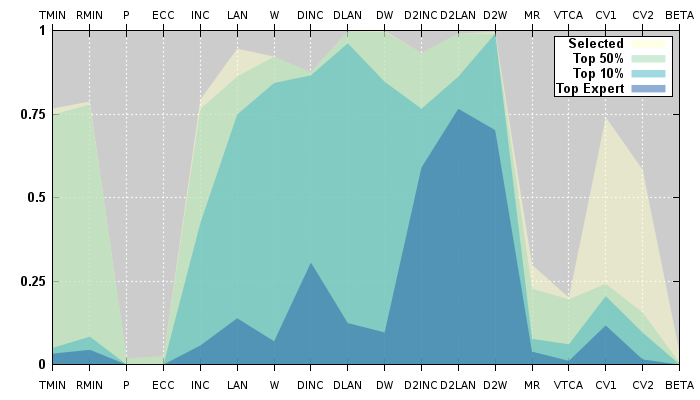 TMIN RMIN P ECC INC LAN W DINC DLAN DW D2INC D2LAN D2W MR VTCA CV1 CV2 BETA
1
Selected
Top 50%
Top 10%
Top Expert
0.75
0.5
0.25
0
TMIN RMIN P ECC INC LAN W DINC DLAN DW D2INC D2LAN D2W MR VTCA CV1 CV2 BETA